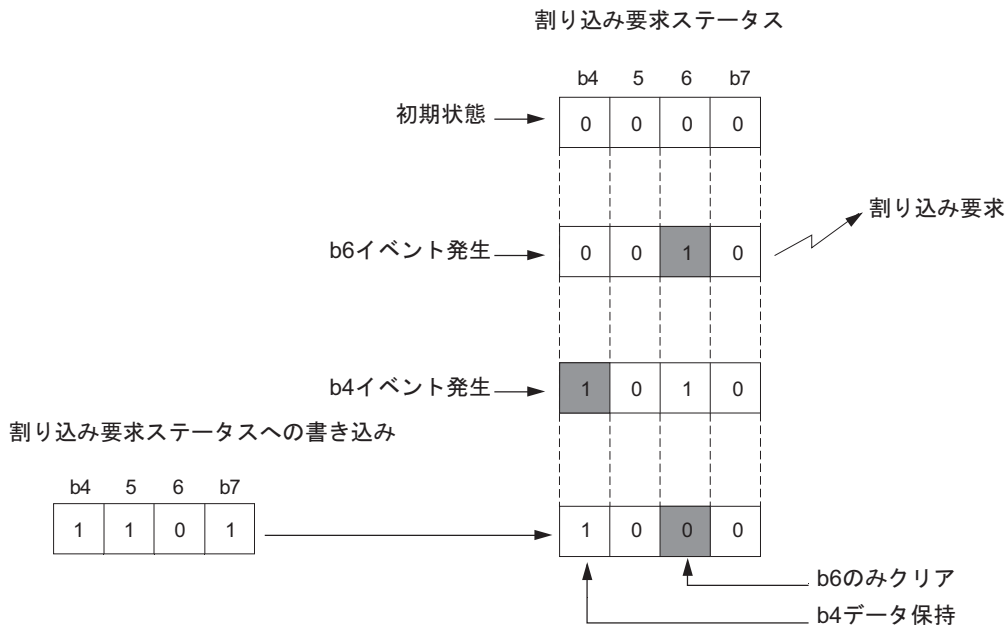 割り込み要求ステータス
b4 5 6 b7
初期状態 0 0 0 0
割り込み要求
b6イベント発生 0 0 1 0
b4イベント発生 1 0 1 0
割り込み要求ステータスへの書き込み
b4 5 6 b7
1 1 0 1 1 0 0 0
b6のみクリア
b4データ保持